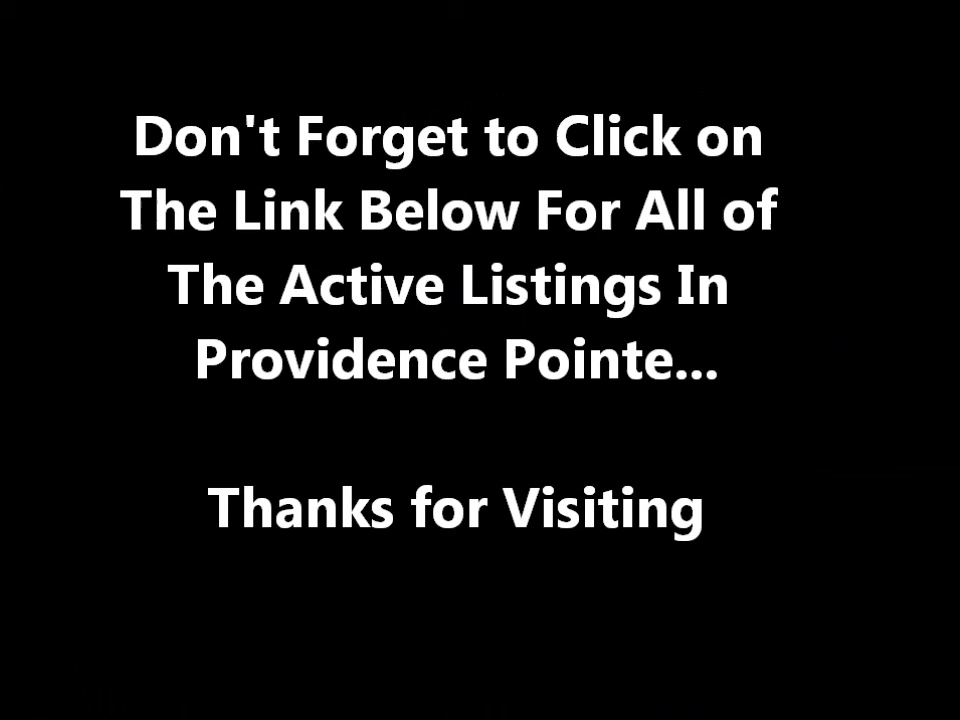 Don't Forget to Click on
The Link Below For All of
The Active Listings In
Providence Pointe...
Thanks for Visiting